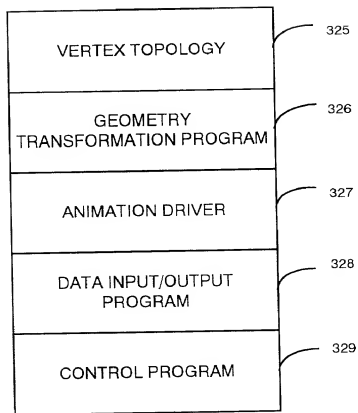 VERTEX TOPOLOGY
325
GEOMETRY
TRANSFORMATION PROGRAM
326
ANIMATION DRIVER
327
DATA INPUT/OUTPUT
PROGRAM
328
CONTROL PROGRAM
329